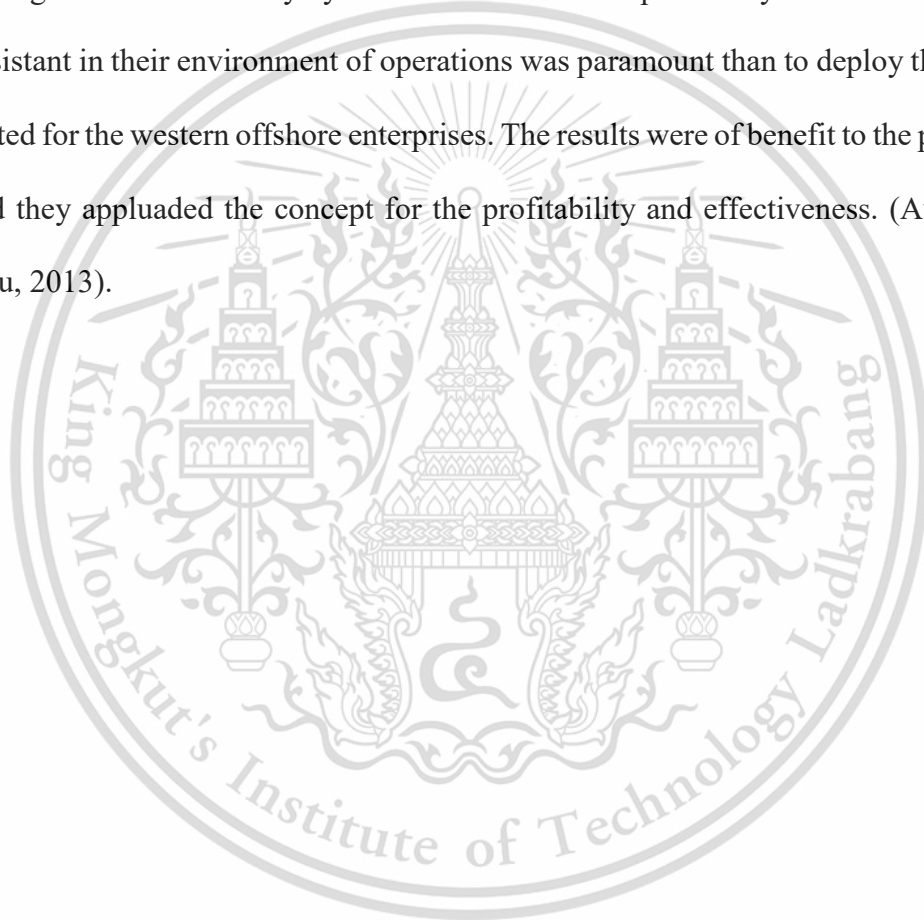 sistant in their environment of operations was paramount than to deploy th
ted for the western offshore enterprises. The results were of benefit to the p
d they appluaded the concept for the profitability and effectiveness. (A
u, 2013).
King Mongkut's Institute of Technology Ladkrabang